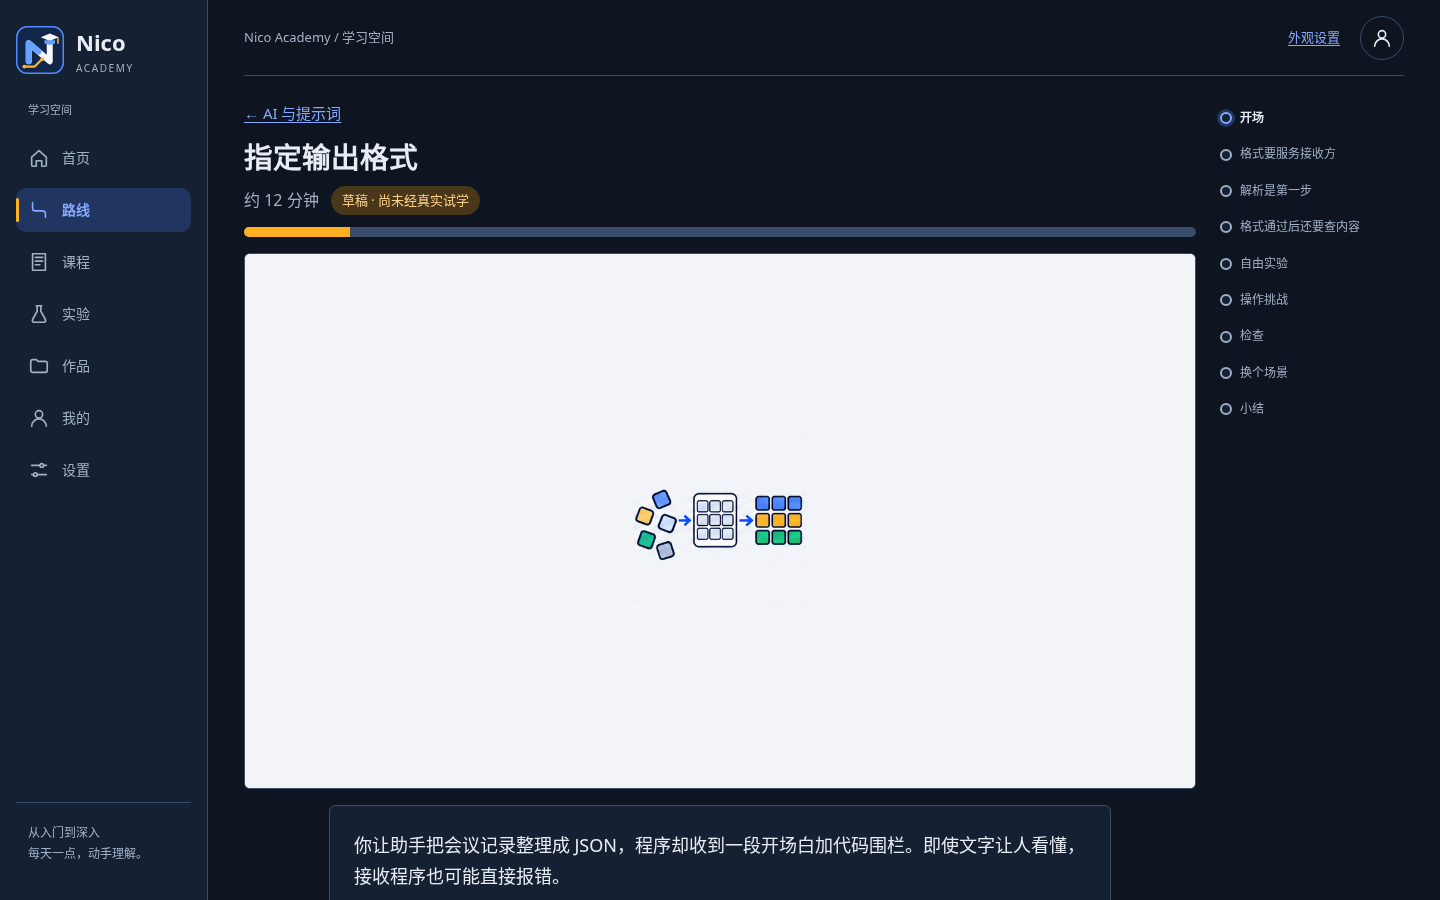 Nico
ACADEMY
学习空间
首页
路线
课程
实验
作品
我的
设置
从入门到深入
每天一点，动手理解。
Nico Academy / 学习空间
外观设置
← AI 与提示词
指定输出格式
约 12 分钟
草稿 · 尚未经真实试学
你让助手把会议记录整理成 JSON，程序却收到一段开场白加代码围栏。即使文字让人看懂，
接收程序也可能直接报错。
开场
格式要服务接收方
解析是第一步
格式通过后还要查内容
自由实验
操作挑战
检查
换个场景
小结